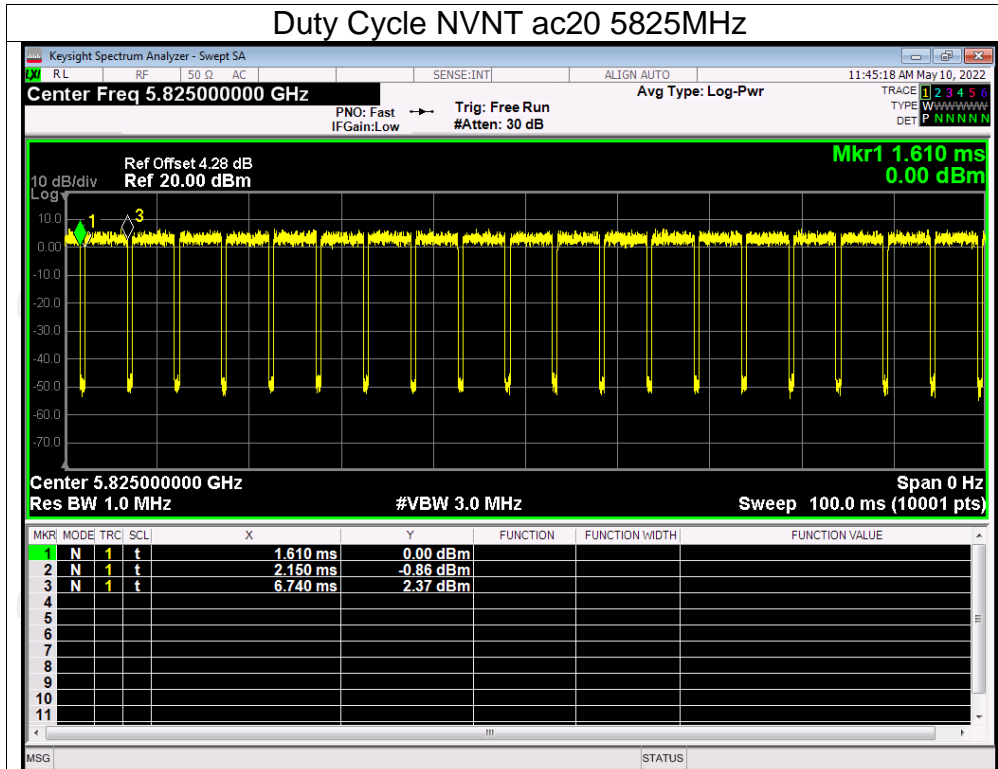 Duty Cycle NVNT ac20 5825MHz
Keysight Spectrum Analyzer - Swept SA
LXI RL RF 50 Ω AC SENSE:INT ALIGN AUTO 11:45:18 AM May 10, 2022
Center Freq 5.825000000 GHz Avg Type: Log-Pwr TRACE 1 2 3 4 5 6
PNO: Fast Trig: Free Run TYPE WWWWWW
IFGain:Low #Atten: 30 dB DET P N N N N N
Mkr1 1.610 ms
Ref Offset 4.28 dB
10 dB/div Ref 20.00 dBm 0.00 dBm
Log
10.0
1 3
0.00
-10.0
-20.0
-30.0
-40.0
-50.0
-60.0
-70.0
Center 5.825000000 GHz Span 0 Hz
Res BW 1.0 MHz #VBW 3.0 MHz Sweep 100.0 ms (10001 pts)
MKR MODE TRC SCL X Y FUNCTION FUNCTION WIDTH FUNCTION VALUE
1 N 1 t 1.610 ms 0.00 dBm
2 N 1 t 2.150 ms -0.86 dBm
3 N 1 t 6.740 ms 2.37 dBm
4
5
6
7
8
9
10
11
MSG STATUS